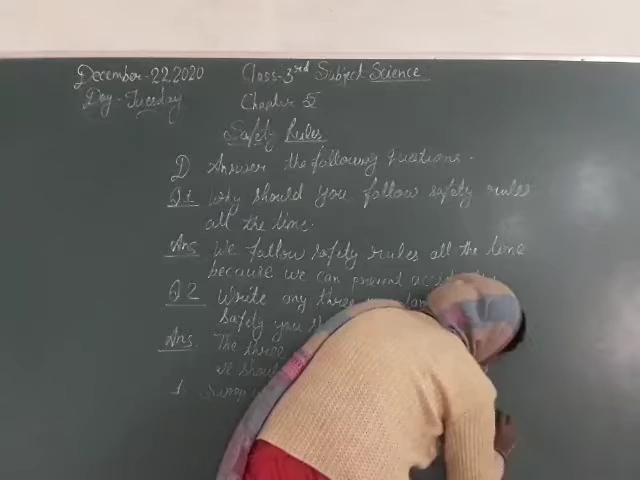 December-22,2020 Class-3rd Subject Science
Day-Tuesday Chapter
Safety Rules
D Answer the following questions.
Q1 Why should you follow safety rules
all the time.
Ans We follow safety rules all the time
because we can prevent
Q2 Write any three
safety you
Ans The three
we
1.